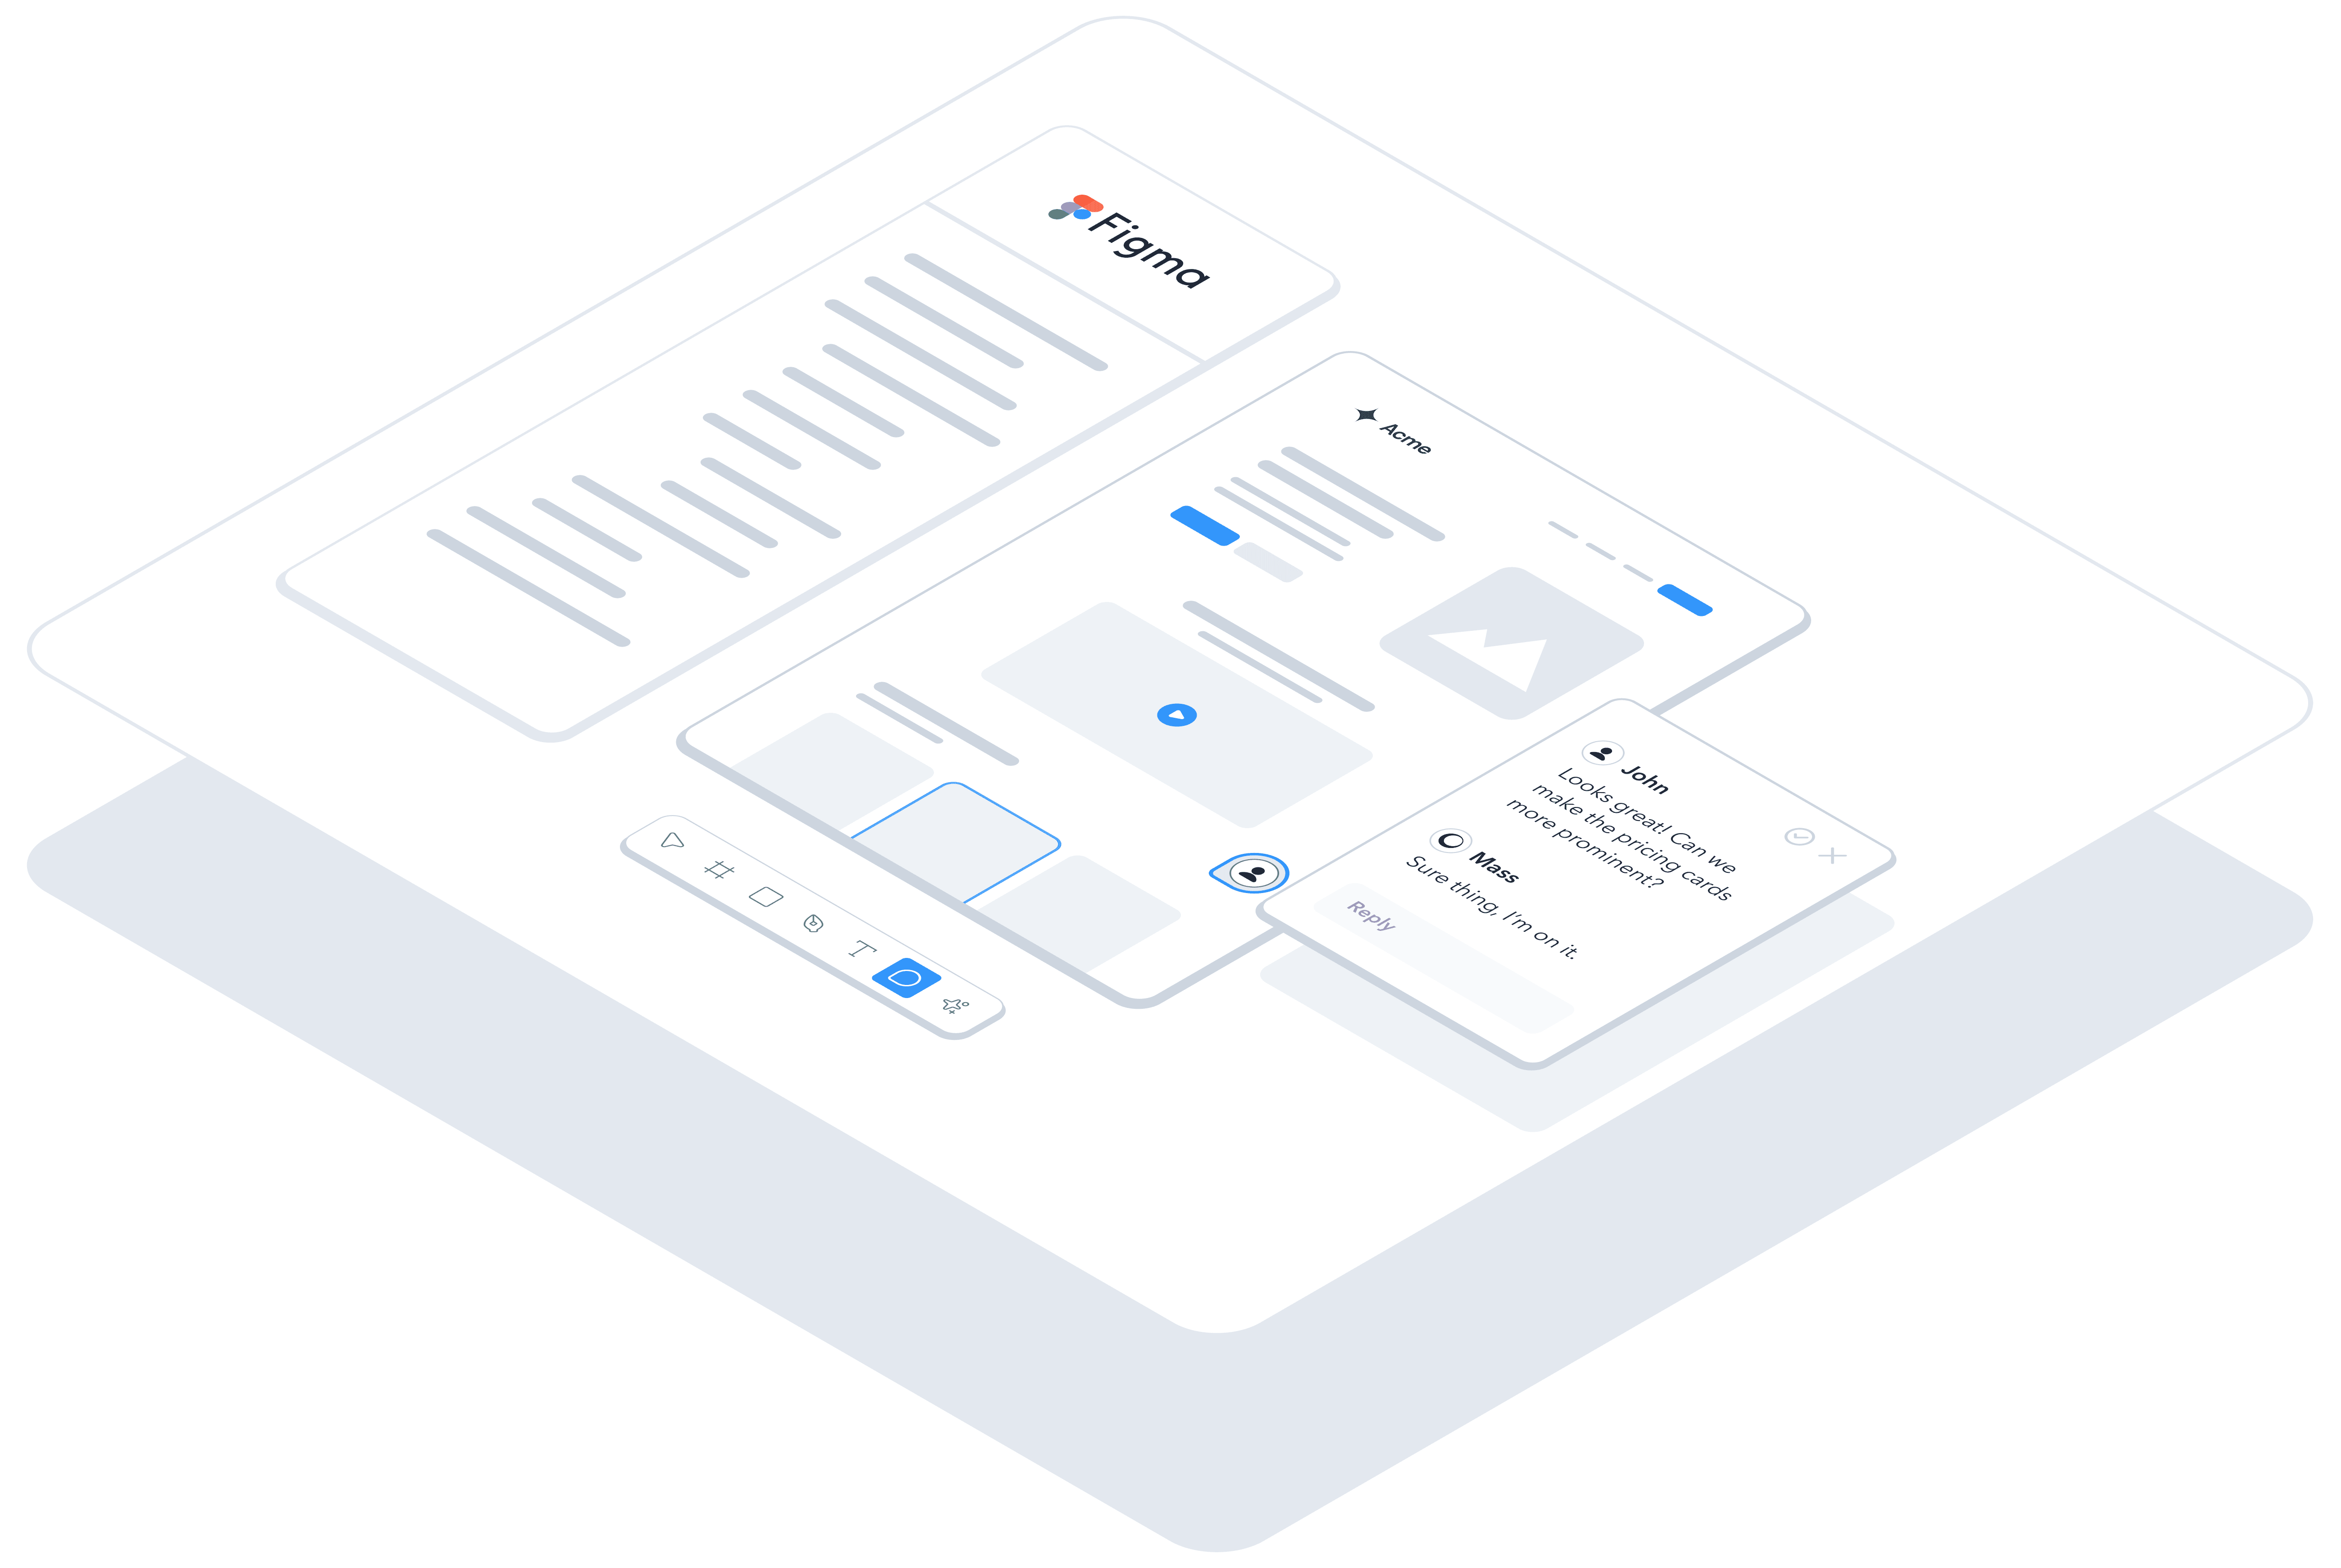 Figma
Acme
John
Looks great! Can we
make the pricing cards
more prominent?
Mass
Sure thing, I'm on it.
Reply